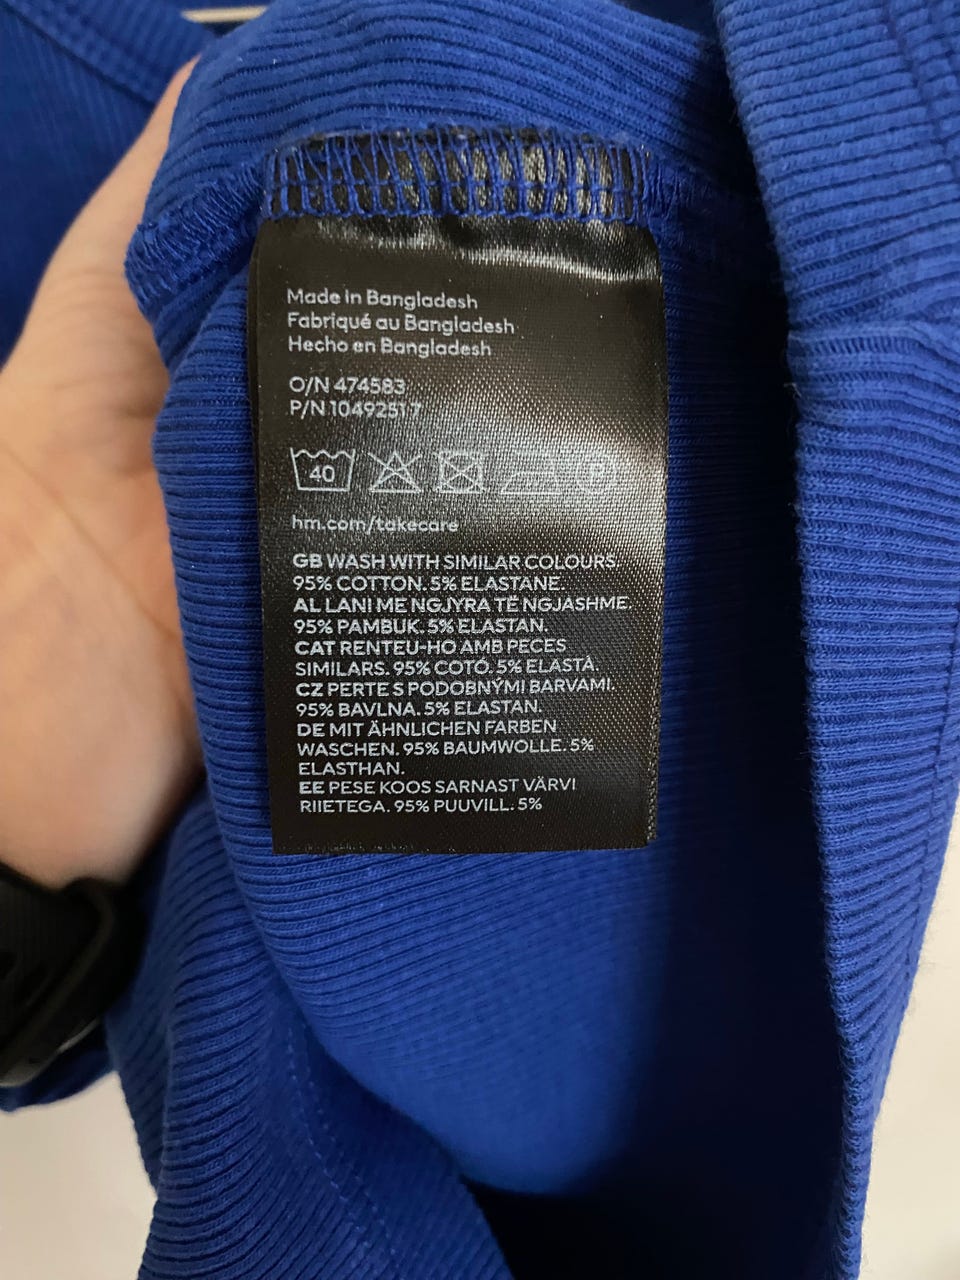 Made in Bangladesh
Fabriqué au Bangladesh
Hecho en Bangladesh
O/N 474583
P/N 10492517
40
P
hm.com/takecare
GB WASH WITH SIMILAR COLOURS.
95% COTTON. 5% ELASTANE.
AL LANI ME NGJYRA TË NGJASHME.
95% PAMBUK. 5% ELASTAN.
CAT RENTEU-HO AMB PECES
SIMILARS. 95% COTÓ. 5% ELASTÀ.
CZ PERTE S PODOBNÝMI BARVAMI.
95% BAVLNA. 5% ELASTAN.
DE MIT ÄHNLICHEN FARBEN
WASCHEN. 95% BAUMWOLLE. 5%
ELASTHAN.
EE PESE KOOS SARNAST VÄRVI
RIIETEGA. 95% PUUVILL. 5%